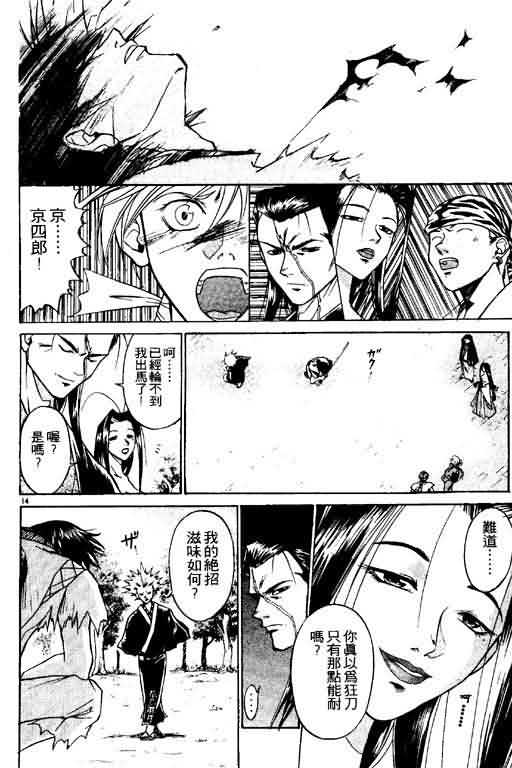 京……
京四郎！
ガク
呵……
已經輪不到
我出馬了！
喔？
是嗎？
14
難道……
你真以為狂刀
只有那點能耐
嗎？
……
ザ
我的絕招
滋味如何？